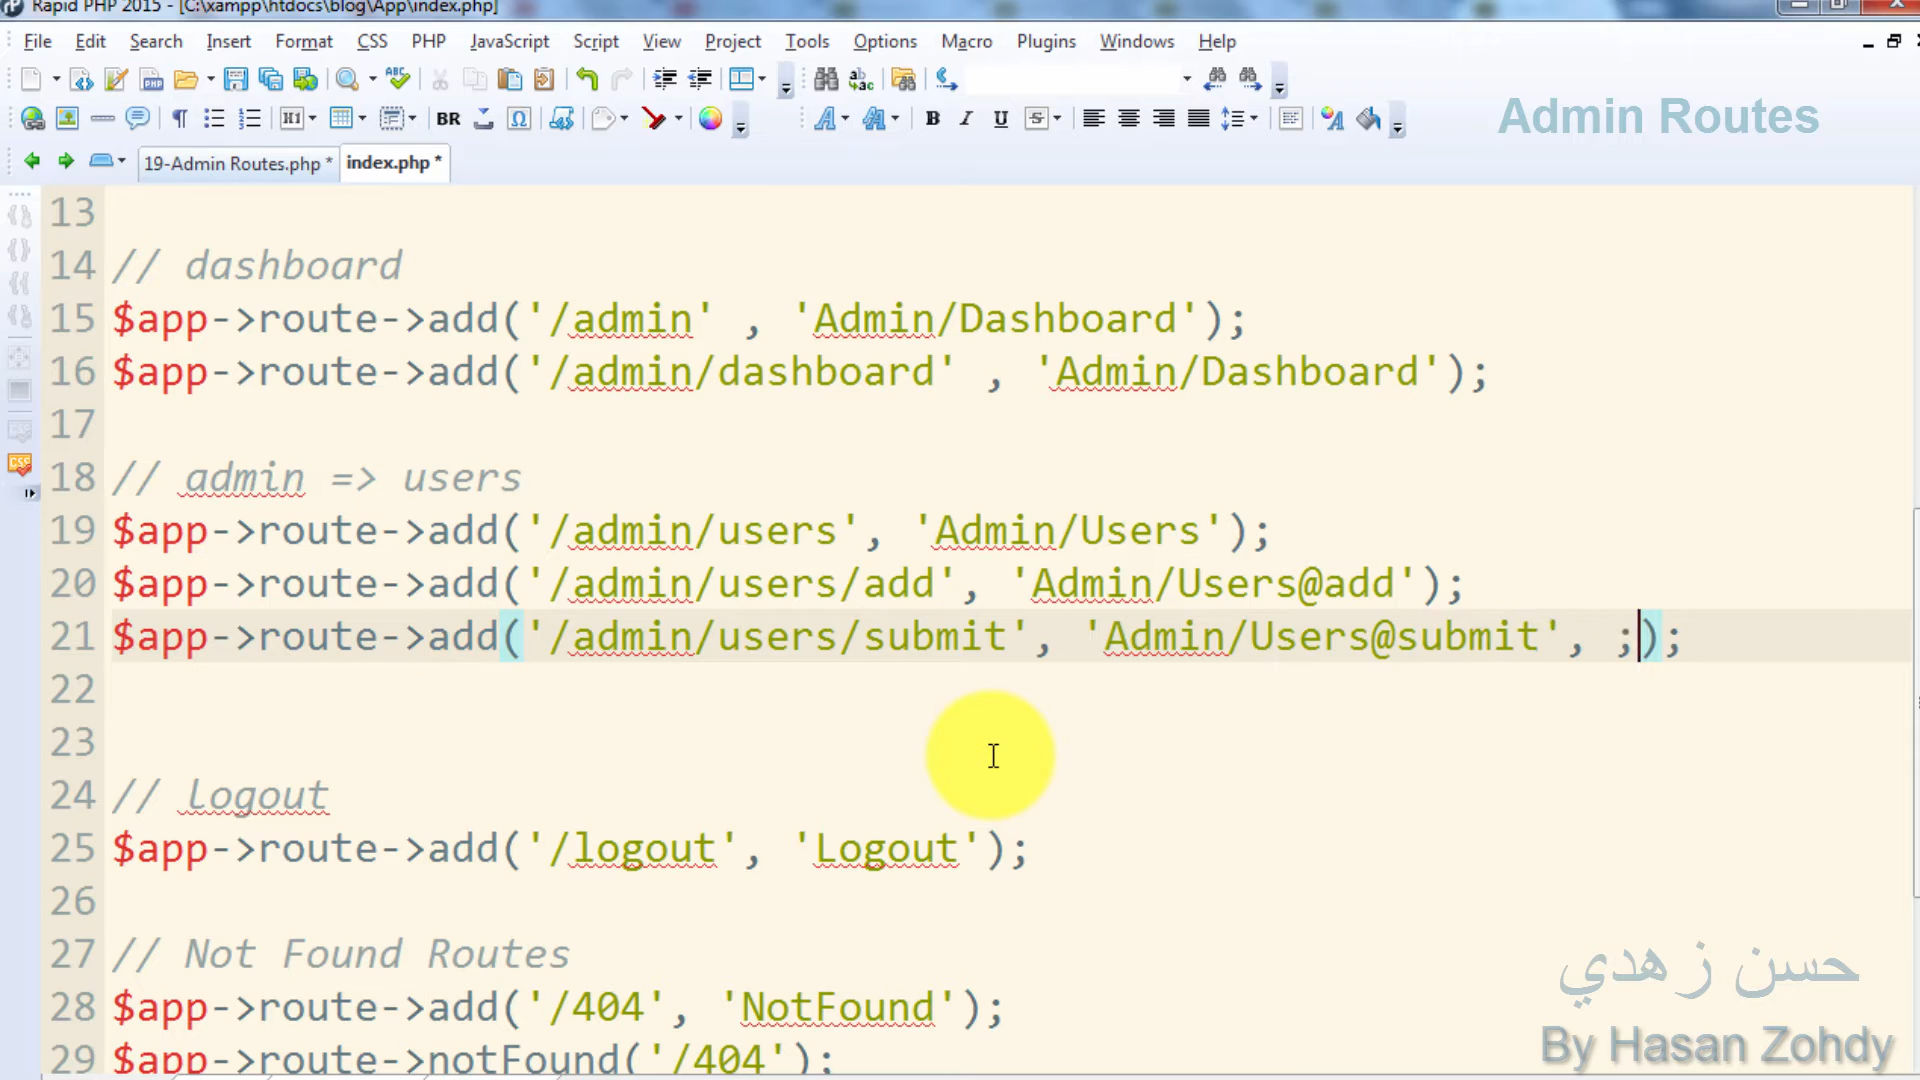 Rapid PHP 2015 - [C:\xampp\htdocs\blog\App\index.php]
File Edit Search Insert Format CSS PHP JavaScript Script View Project Tools Options Macro Plugins Windows Help
Admin Routes
19-Admin Routes.php * index.php *
13
14 // dashboard
15 $app->route->add('/admin' , 'Admin/Dashboard');
16 $app->route->add('/admin/dashboard' , 'Admin/Dashboard');
17
18 // admin => users
19 $app->route->add('/admin/users', 'Admin/Users');
20 $app->route->add('/admin/users/add', 'Admin/Users@add');
21 $app->route->add('/admin/users/submit', 'Admin/Users@submit', ;);
22
23
24 // logout
25 $app->route->add('/logout', 'Logout');
26
27 // Not Found Routes
28 $app->route->add('/404', 'NotFound');
29 $app->route->notFound('/404');
حسن زهدي
By Hasan Zohdy